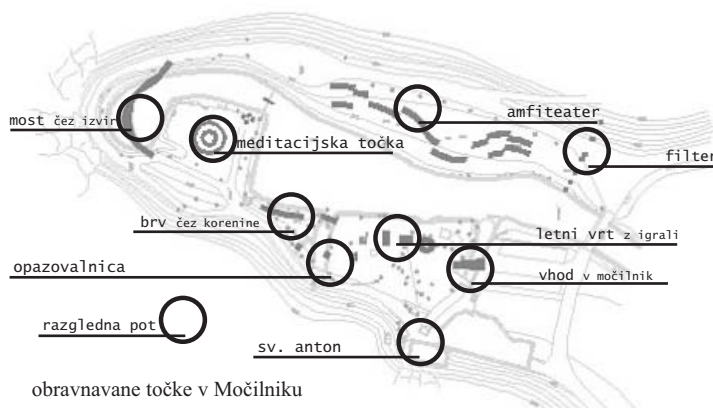 amfiteater
most čez izvir
meditacijska točka
filter
brv čez korenine
letni vrt z igrali
opazovalnica
vhod v močilnik
razgledna pot
sv. anton
obravnavane točke v Močilniku